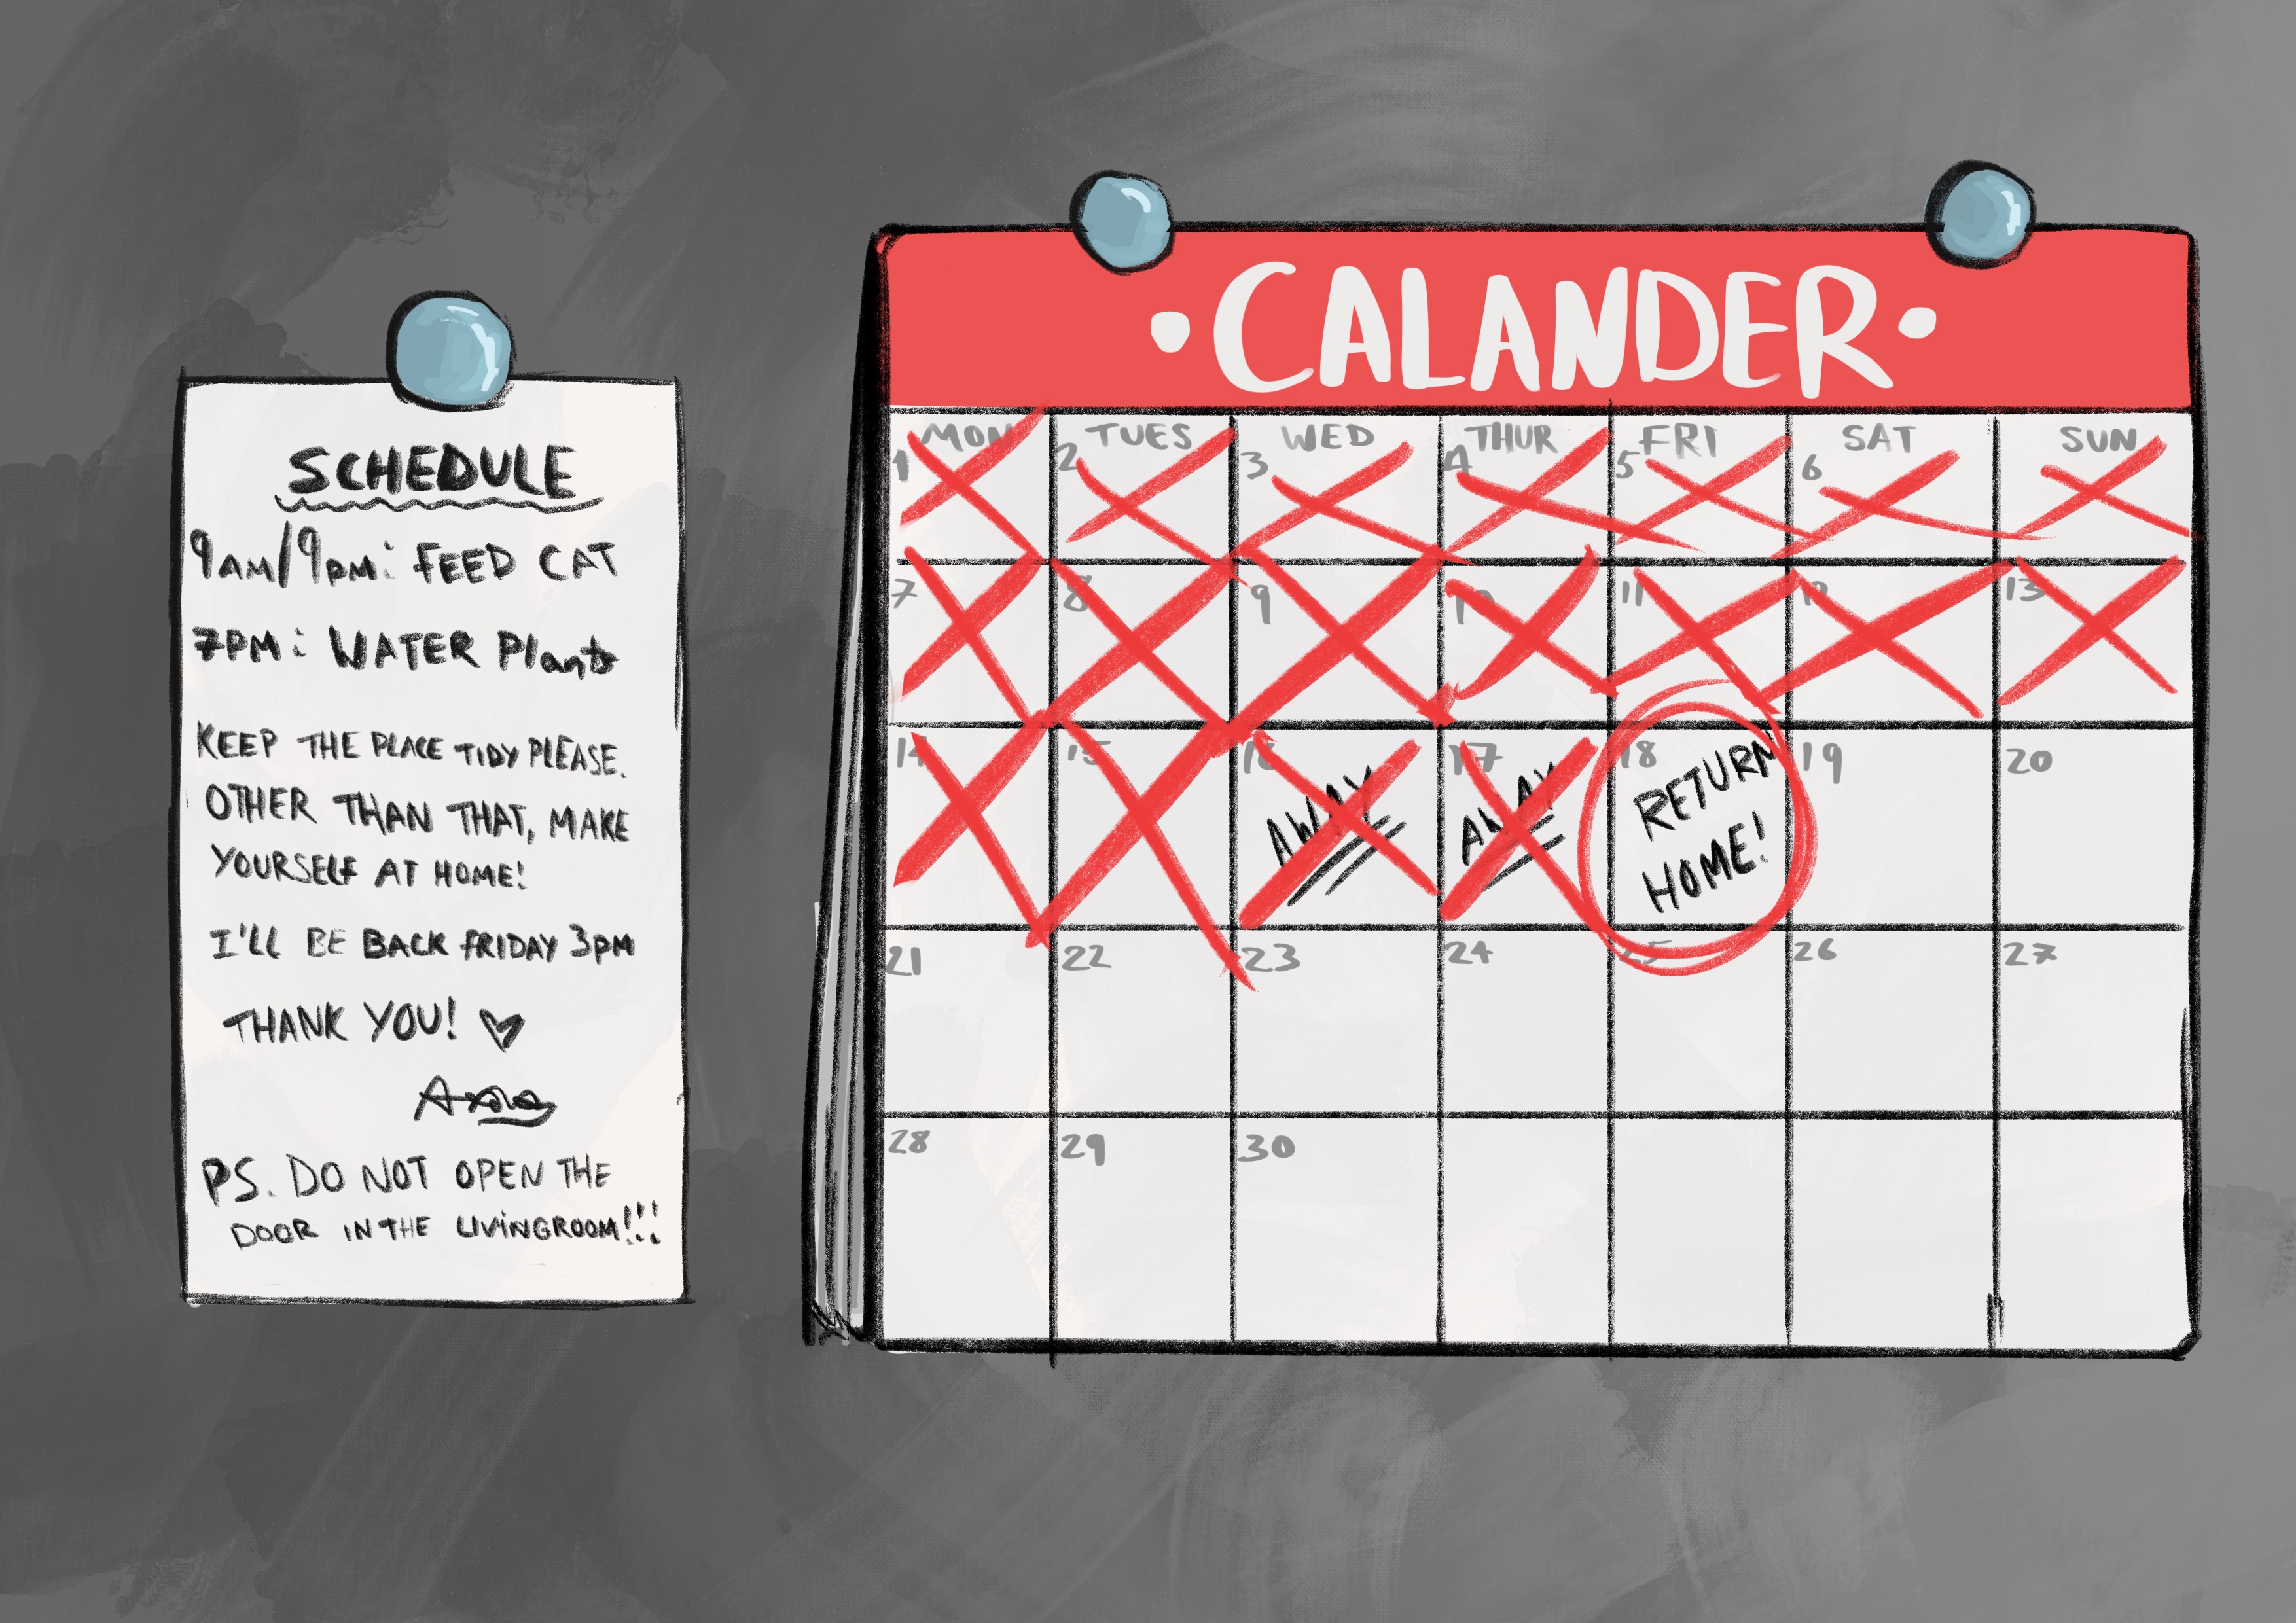 SCHEDULE
9AM/9PM: FEED CAT
7PM: WATER Plants
KEEP THE PLACE TIDY PLEASE.
OTHER THAN THAT, MAKE
YOURSELF AT HOME!
I'LL BE BACK FRIDAY 3PM
THANK YOU! ♡
PS. DO NOT OPEN THE
DOOR IN THE LIVINGROOM!!!
•CALANDER•
MON TUES WED THUR FRI SAT SUN
1 2 3 4 5 6
7 8 9 10 11 12 13
14 15 16 17 18 19 20
AWAY AWAY RETURN
HOME!
21 22 23 24 25 26 27
28 29 30